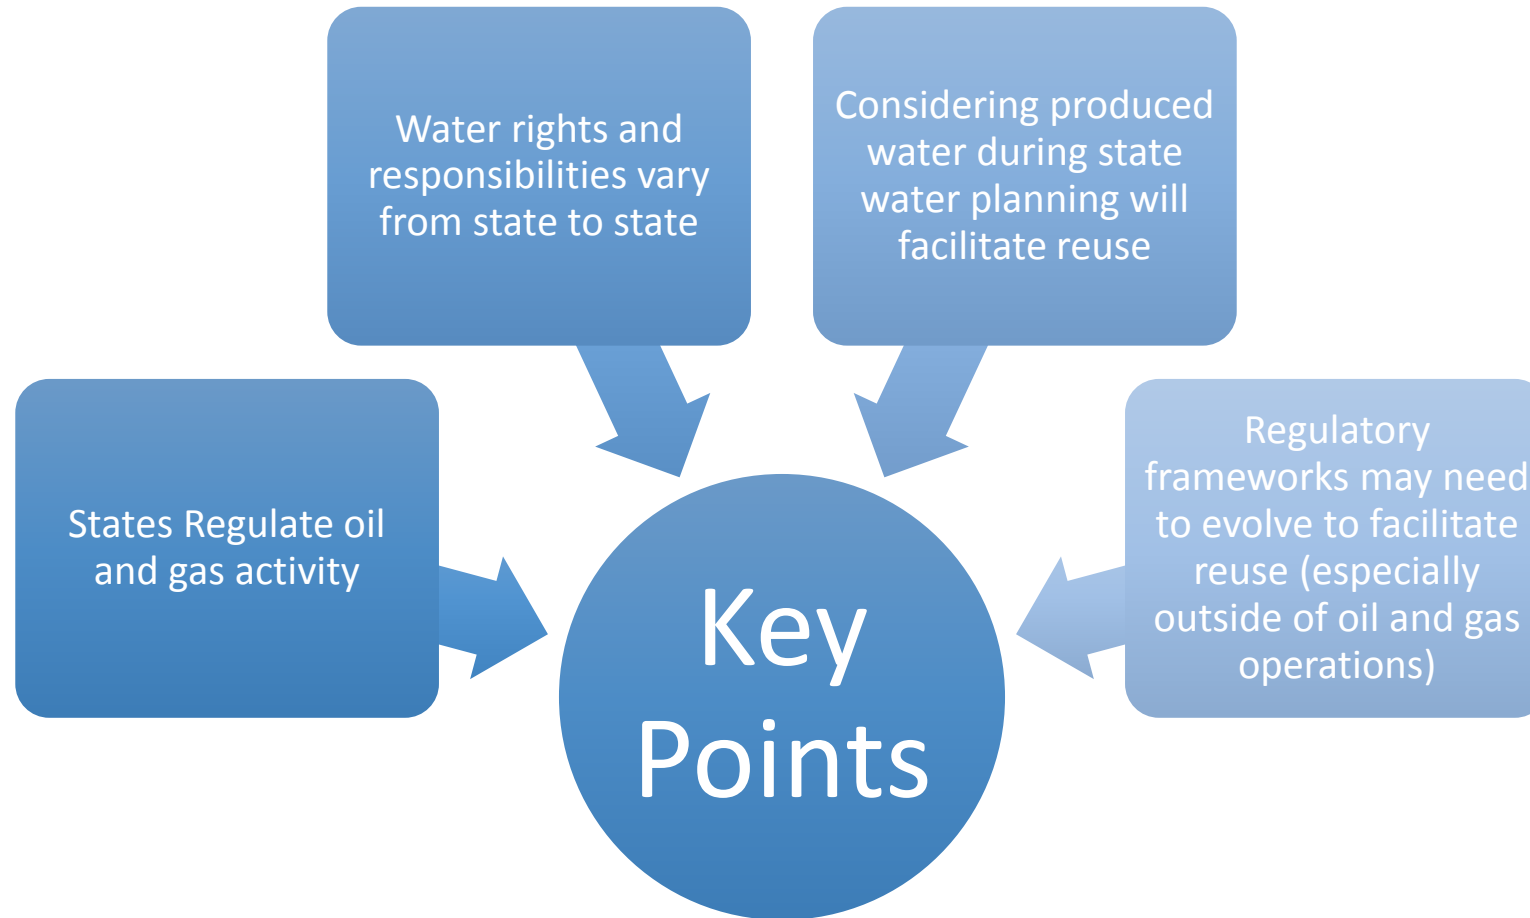 States Regulate oil
and gas activity
Water rights and
responsibilities vary
from state to state
Considering produced
water during state
water planning will
facilitate reuse
Regulatory
frameworks may need
to evolve to facilitate
reuse (especially
outside of oil and gas
operations)
Key
Points